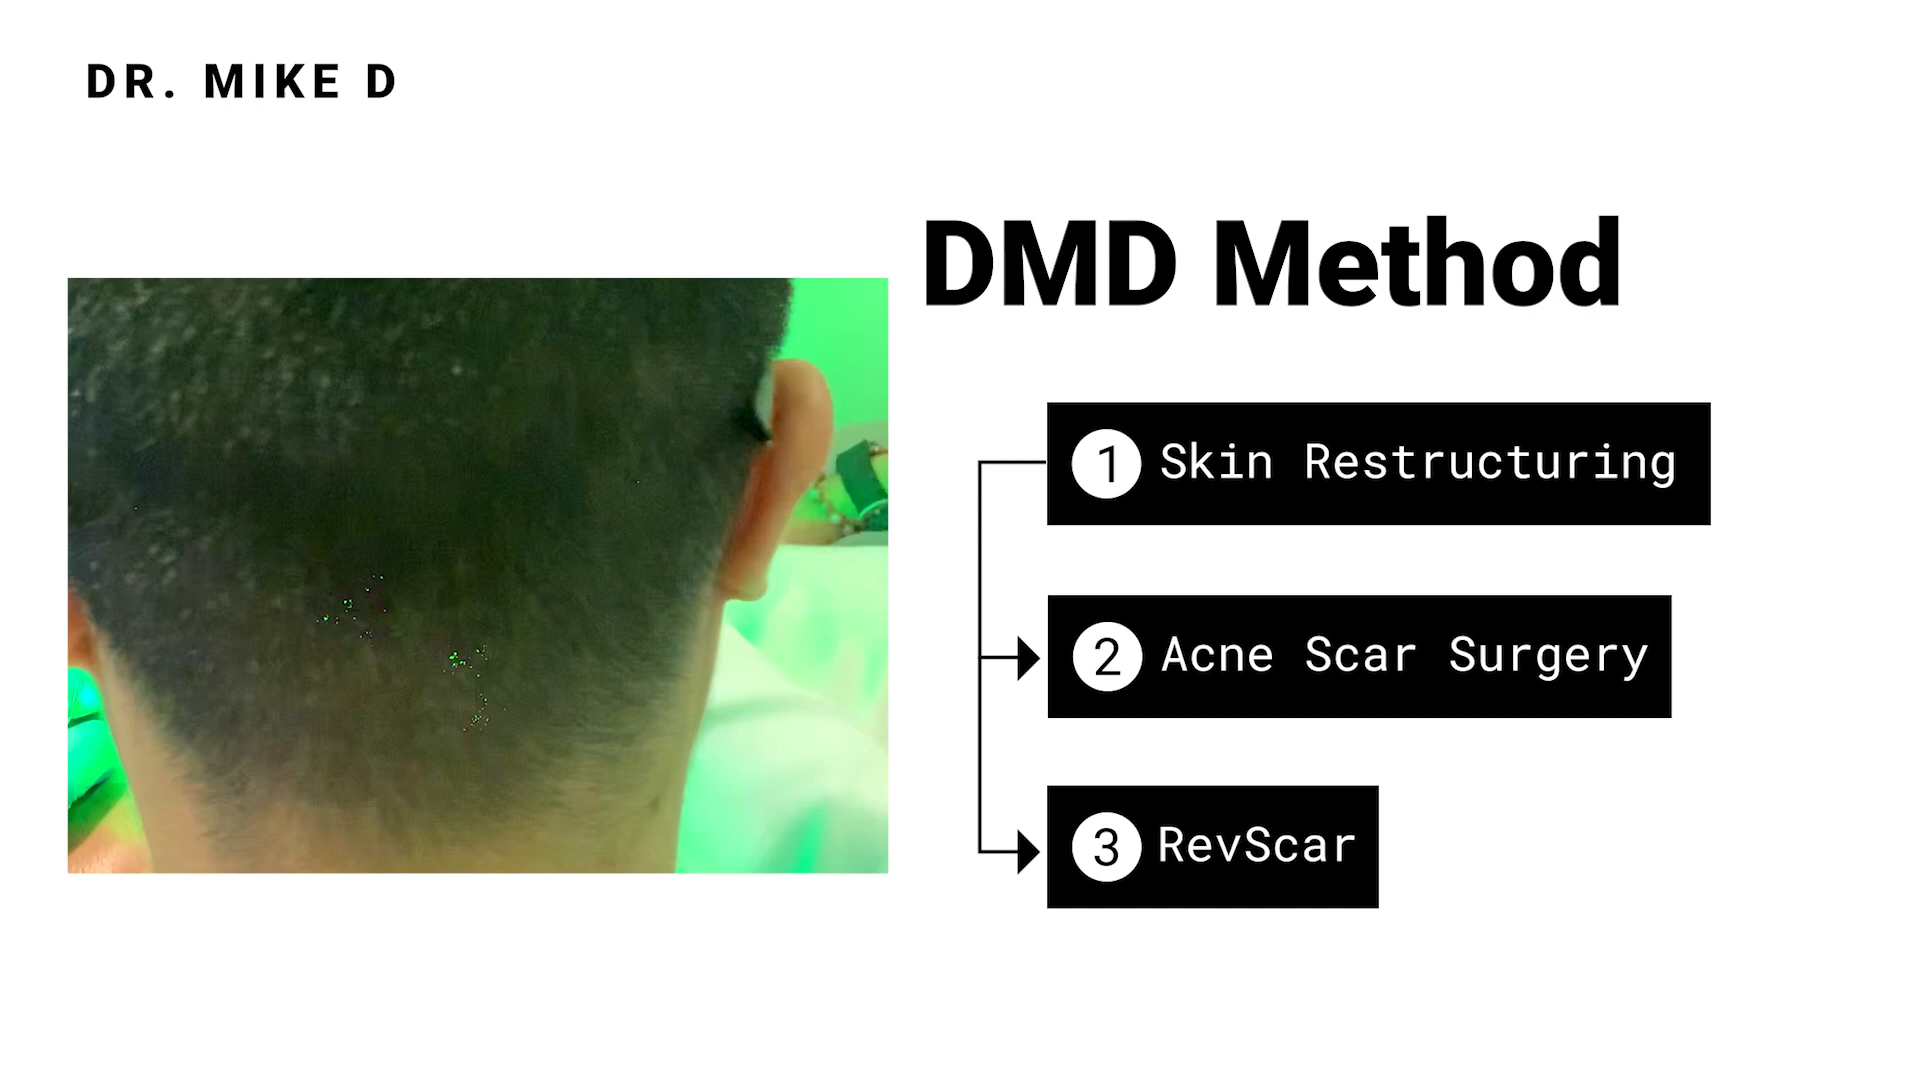 DR. MIKE D
DMD Method
1 Skin Restructuring
2 Acne Scar Surgery
3 RevScar